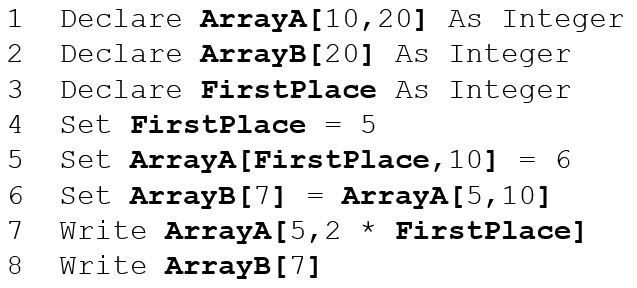 1 Declare ArrayA[10,20] As Integer
2 Declare ArrayB[20] As Integer
3 Declare FirstPlace As Integer
4 Set FirstPlace = 5
5 Set ArrayA[FirstPlace,10] = 6
6 Set ArrayB[7] = ArrayA[5,10]
7 Write ArrayA[5,2 * FirstPlace]
8 Write ArrayB[7]